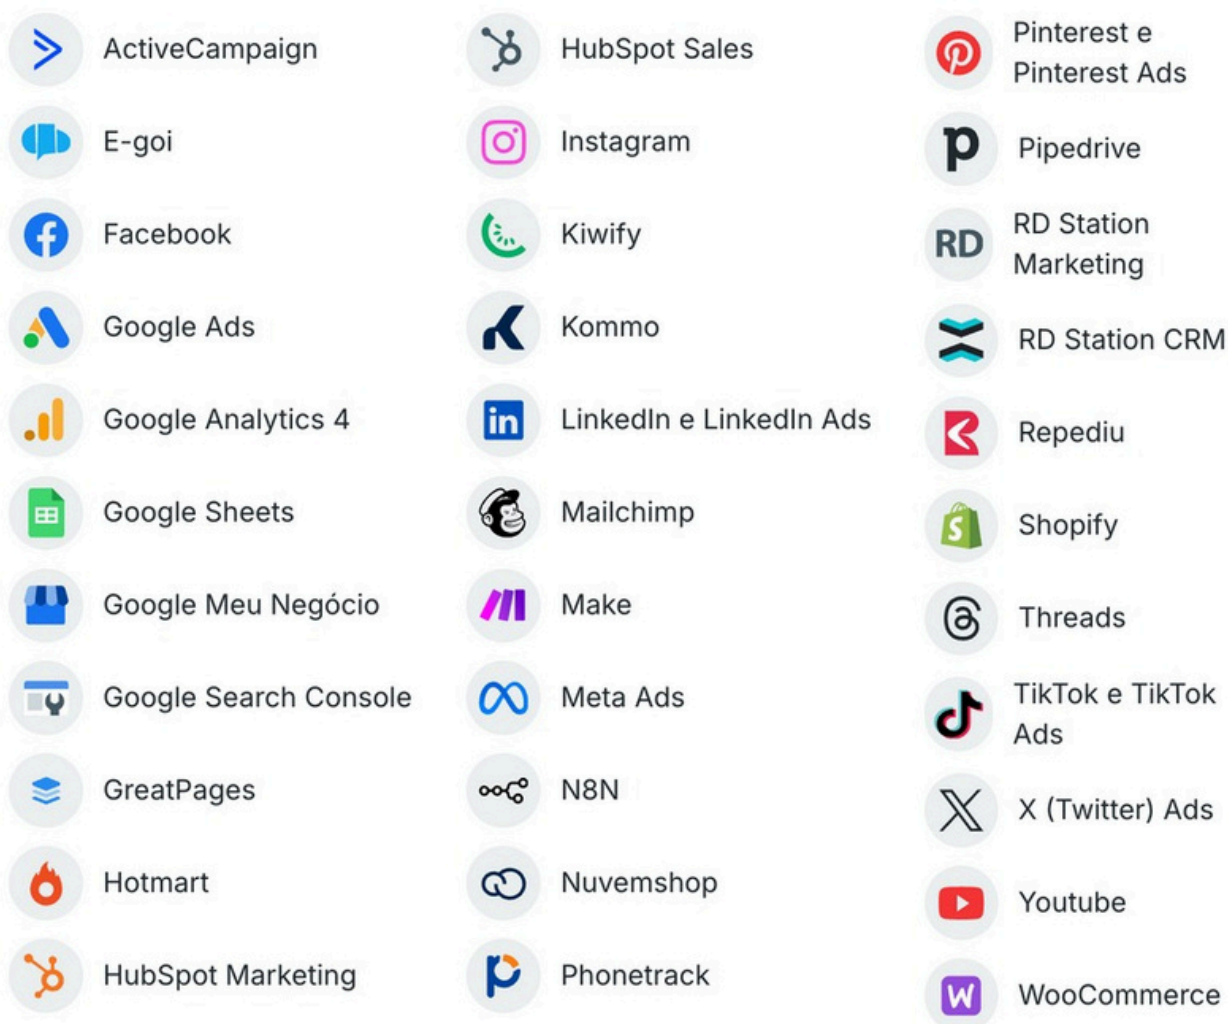 ActiveCampaign
E-goi
Facebook
Google Ads
Google Analytics 4
Google Sheets
Google Meu Negócio
Google Search Console
GreatPages
Hotmart
HubSpot Marketing
HubSpot Sales
Instagram
Kiwify
Kommo
in
LinkedIn e LinkedIn Ads
Mailchimp
Make
Meta Ads
N8N
Nuvemshop
Phonetrack
Pinterest e
Pinterest Ads
Pipedrive
RD
RD Station
Marketing
RD Station CRM
Repediu
Shopify
Threads
TikTok e TikTok
Ads
X (Twitter) Ads
Youtube
WooCommerce